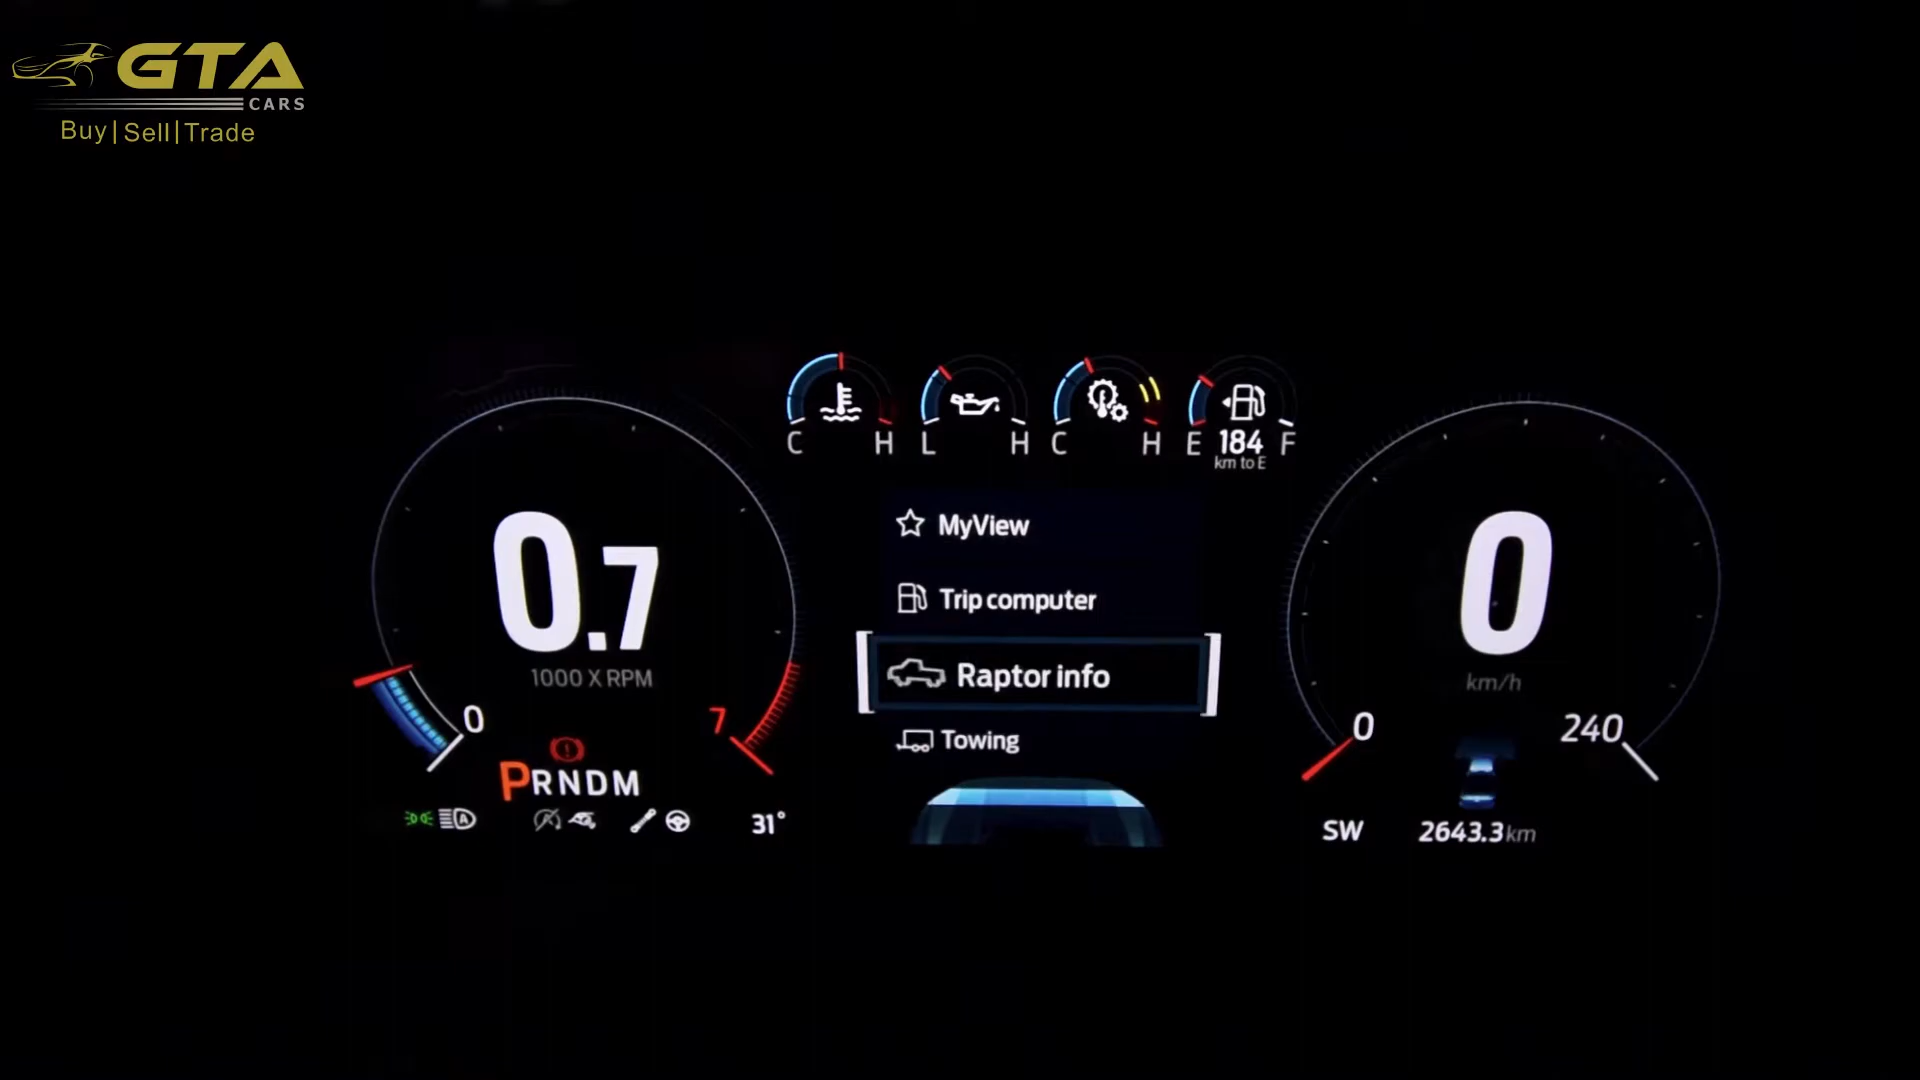 GTA
CARS
Buy|Sell|Trade
C H L H C H E 184 F
km to E
MyView
Trip computer
Raptor info
Towing
0.7
1000 X RPM
0 7
PRNDM
A A
31°
0
km/h
0 240
SW 2643.3km